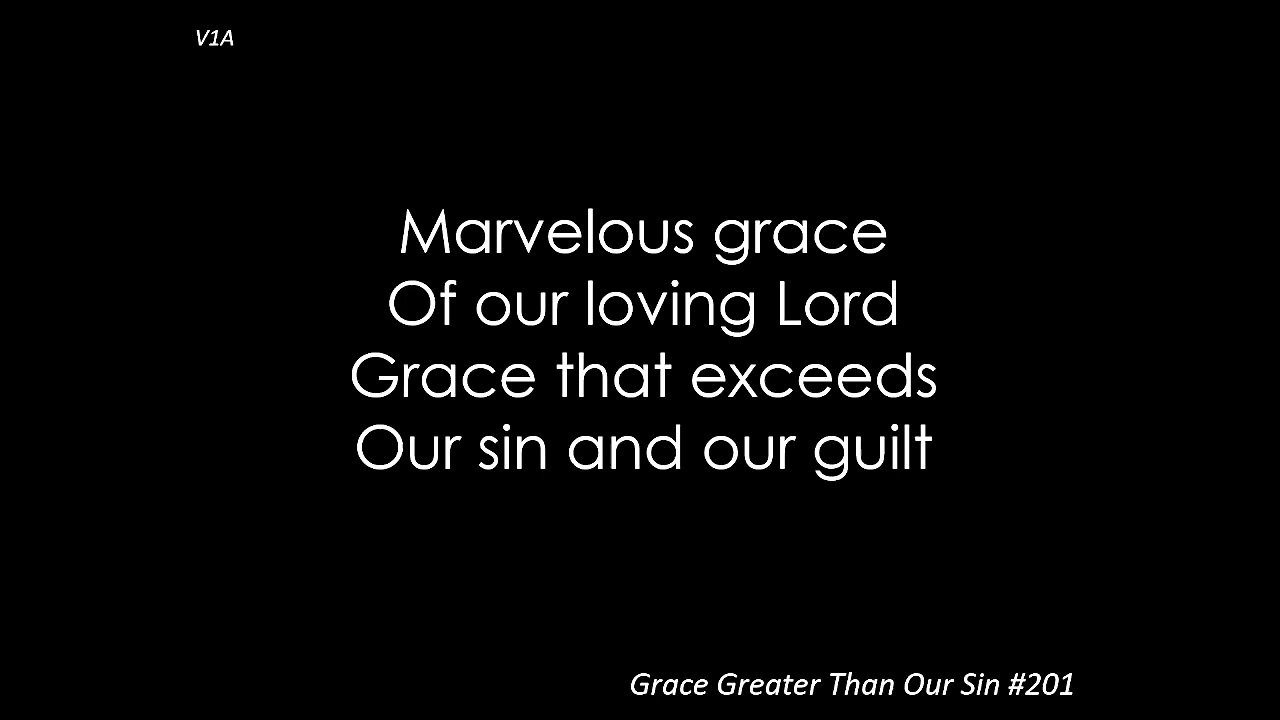 V1A
Marvelous grace
Of our loving Lord
Grace that exceeds
Our sin and our guilt
Grace Greater Than Our Sin #201